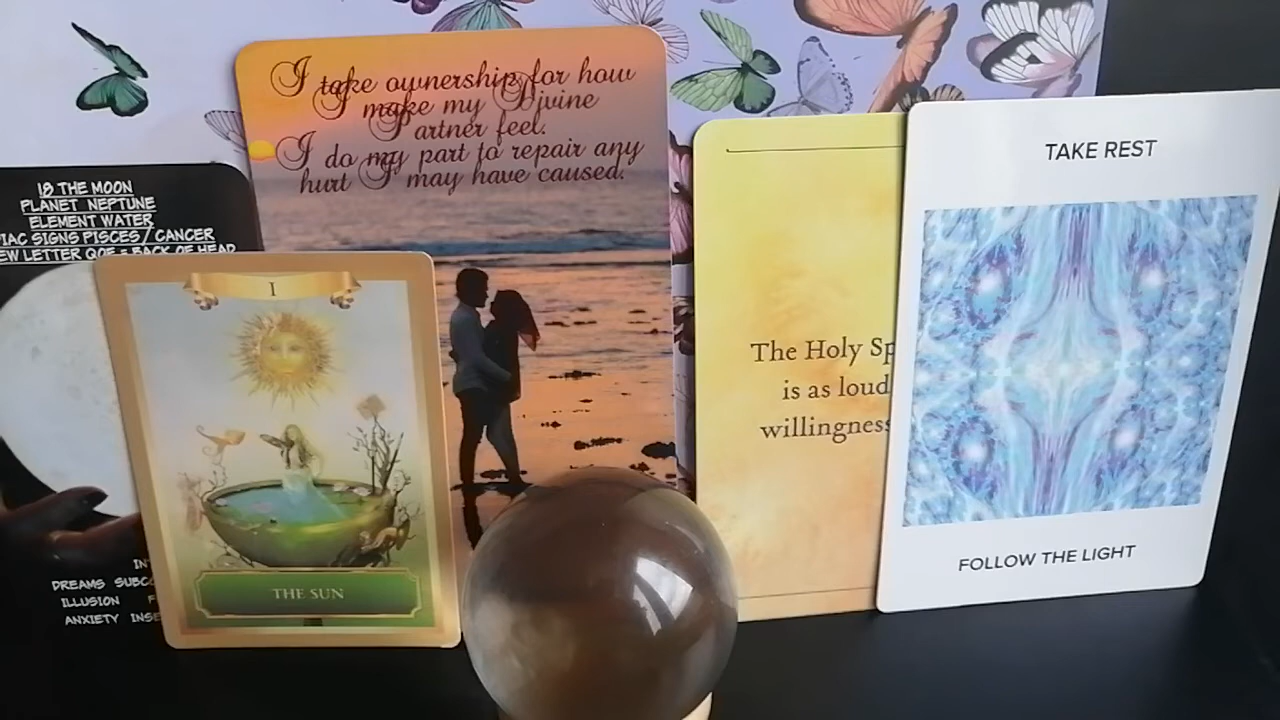 18 THE MOON
PLANET NEPTUNE
ELEMENT WATER
IAC SIGNS PISCES / CANCER
EW LETTER QOF = BACK OF HEAD
IN
DREAMS SUBC
ILLUSION F
ANXIETY INSE
I
THE SUN
I take ownership for how
I make my Divine
Partner feel.
I do my part to repair any
hurt I may have caused.
The Holy Sp
is as loud
willingness
TAKE REST
FOLLOW THE LIGHT